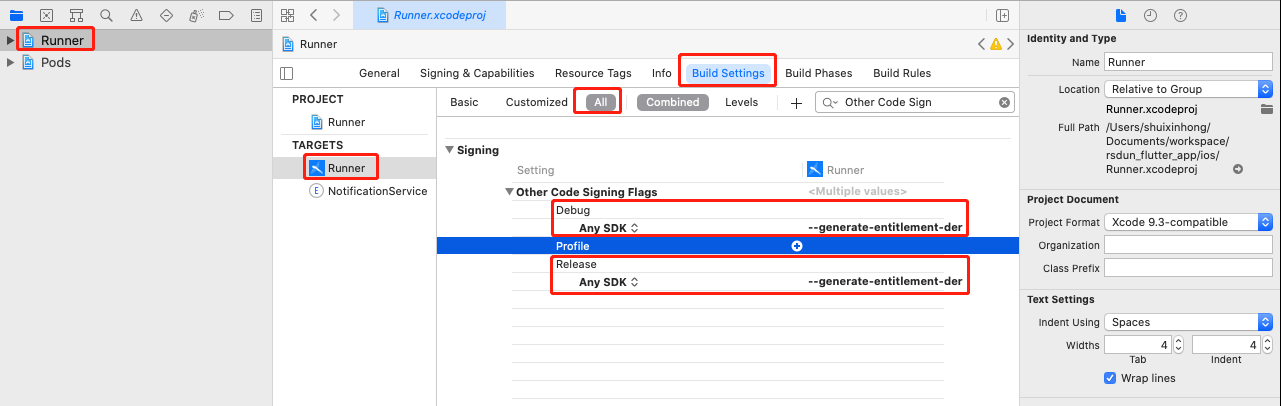 Runner.xcodeproj
Runner
Pods
Runner
General Signing & Capabilities Resource Tags Info Build Settings Build Phases Build Rules
PROJECT
Runner
TARGETS
Runner
E NotificationService
Basic Customized All Combined Levels Other Code Sign
Signing
Setting Runner
Other Code Signing Flags <Multiple values>
Debug
Any SDK --generate-entitlement-der
Profile
Release
Any SDK --generate-entitlement-der
Identity and Type
Name Runner
Location Relative to Group
Runner.xcodeproj
Full Path /Users/shuixinhong/
Documents/workspace/
rsdun_flutter_app/ios/
Runner.xcodeproj
Project Document
Project Format Xcode 9.3-compatible
Organization
Class Prefix
Text Settings
Indent Using Spaces
Widths 4 4
Tab Indent
Wrap lines